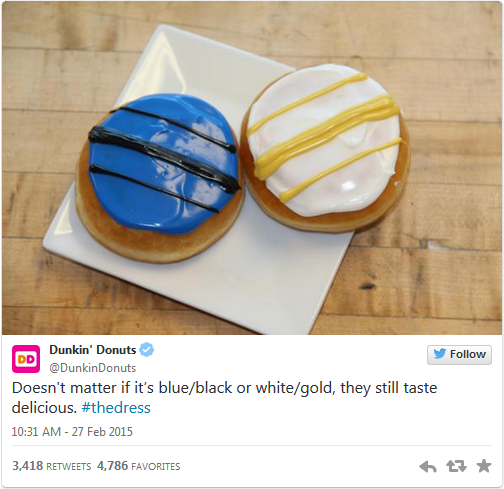 DD
Dunkin' Donuts
@DunkinDonuts
Follow
Doesn't matter if it's blue/black or white/gold, they still taste
delicious. #thedress
10:31 AM - 27 Feb 2015
3,418 RETWEETS 4,786 FAVORITES